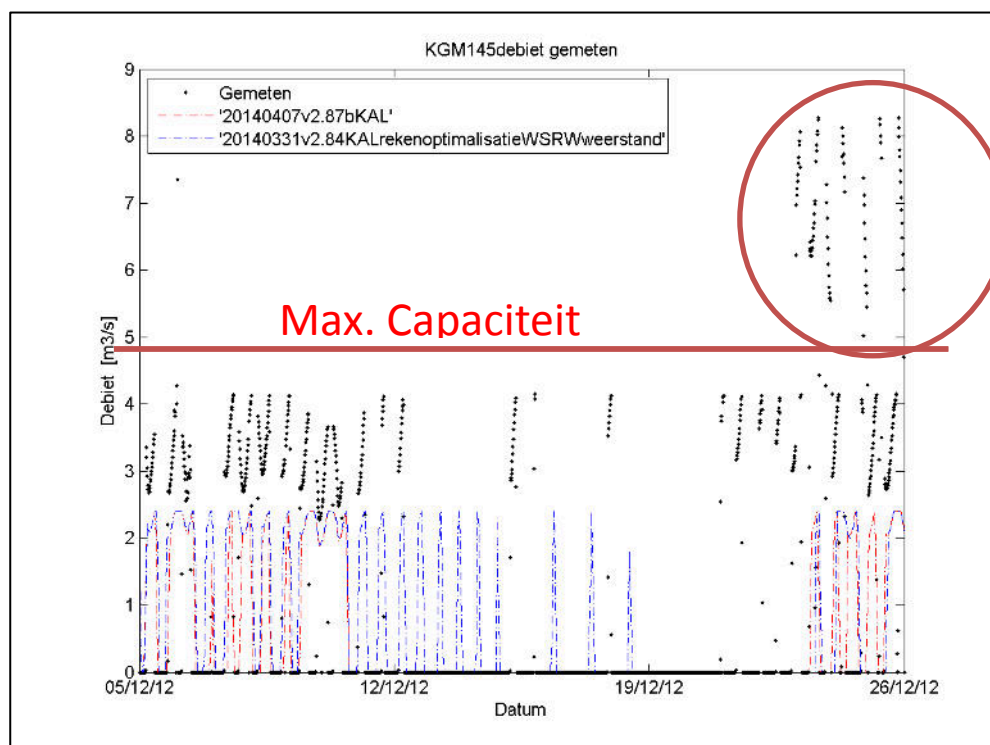 KGM145debiet gemeten
9
8
7
6
5
4
3
2
1
0
Debiet [m3/s]
Gemeten
'20140407v2.87bKAL'
'20140331v2.84KALrekenoptimalisatieWSRWweerstand'
Max. Capaciteit
05/12/12
12/12/12
19/12/12
26/12/12
Datum